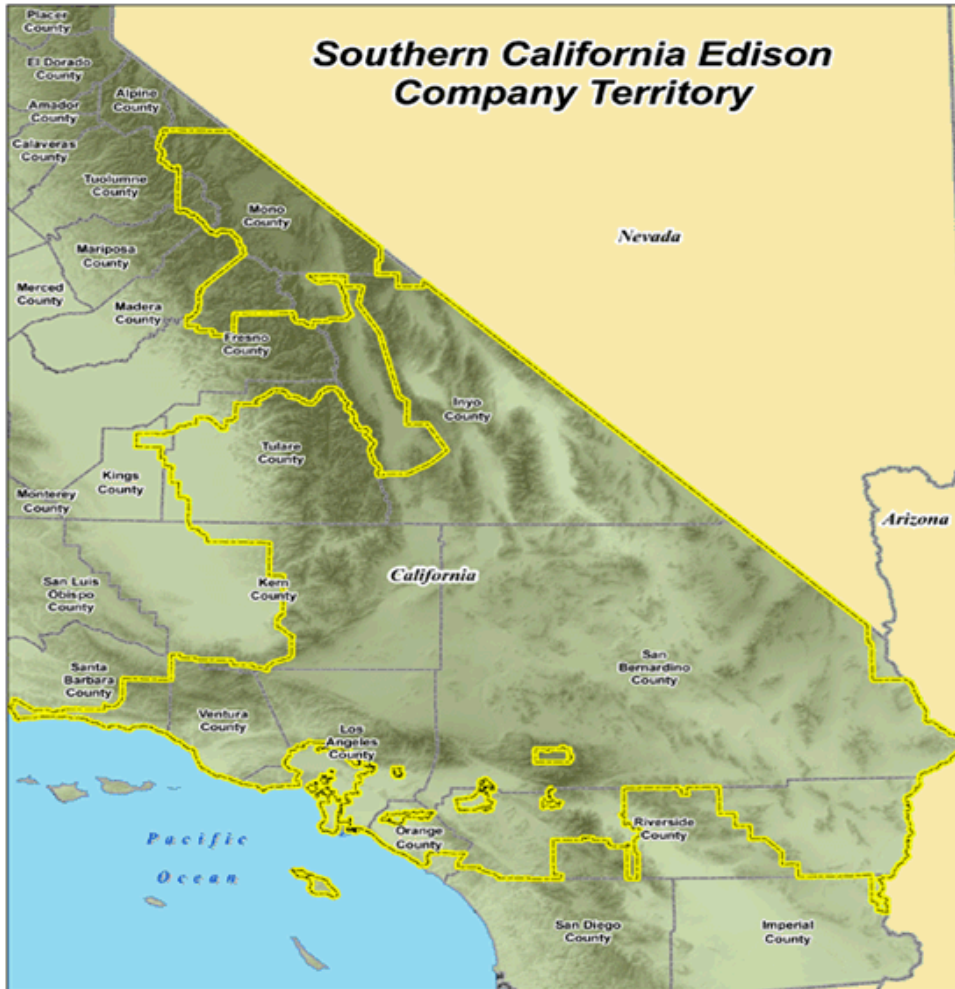 Southern California Edison
Company Territory
Placer
County
El Dorado
County
Alpine
County
Amador
County
Calaveras
County
Tuolumne
County
Mono
County
Nevada
Mariposa
County
Merced
County
Madera
County
Fresno
County
Inyo
County
Tulare
County
Kings
County
Monterey
County
Arizona
California
San Luis
Obispo
County
Kern
County
San
Bernardino
County
Santa
Barbara
County
Ventura
County
Los
Angeles
County
Orange
County
Riverside
County
Pacific
Ocean
San Diego
County
Imperial
County